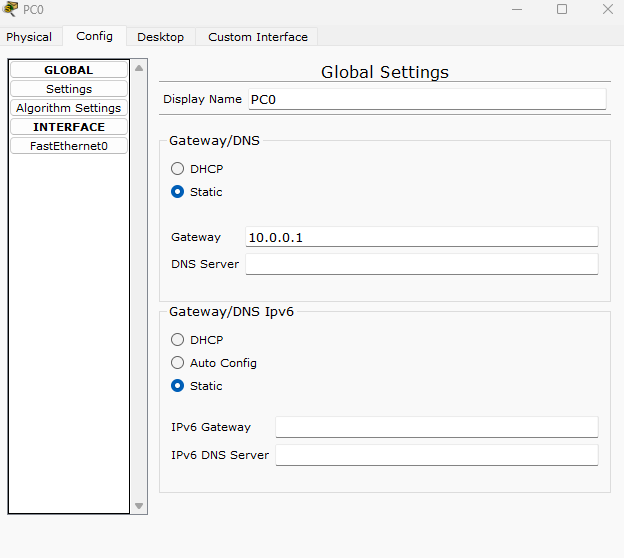 PC0
Physical Config Desktop Custom Interface
GLOBAL
Settings
Algorithm Settings
INTERFACE
FastEthernet0
Global Settings
Display Name PC0
Gateway/DNS
DHCP
Static
Gateway 10.0.0.1
DNS Server
Gateway/DNS Ipv6
DHCP
Auto Config
Static
IPv6 Gateway
IPv6 DNS Server